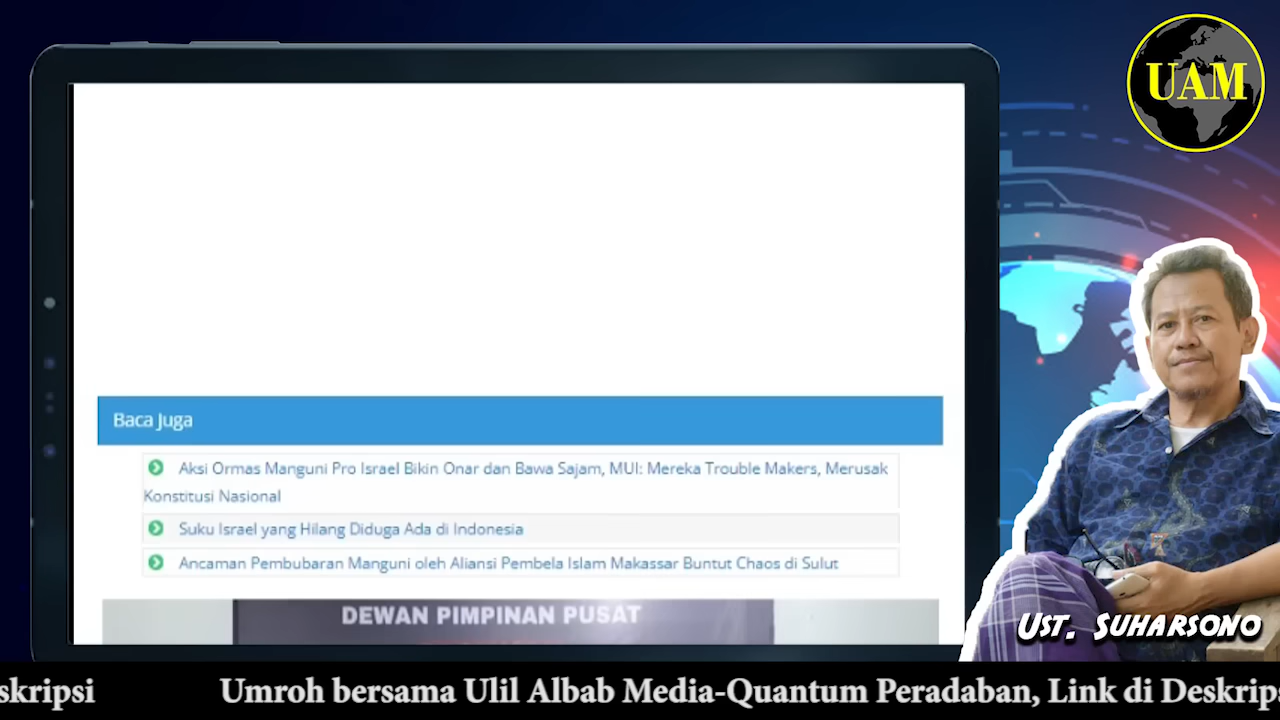 UAM
Baca Juga
Aksi Ormas Manguni Pro Israel Bikin Onar dan Bawa Sajam, MUI: Mereka Trouble Makers, Merusak
Konstitusi Nasional
Suku Israel yang Hilang Diduga Ada di Indonesia
Ancaman Pembubaran Manguni oleh Aliansi Pembela Islam Makassar Buntut Chaos di Sulut
DEWAN PIMPINAN PUSAT
UST. SUHARSONO
skripsi Umroh bersama Ulil Albab Media-Quantum Peradaban, Link di Deskrips